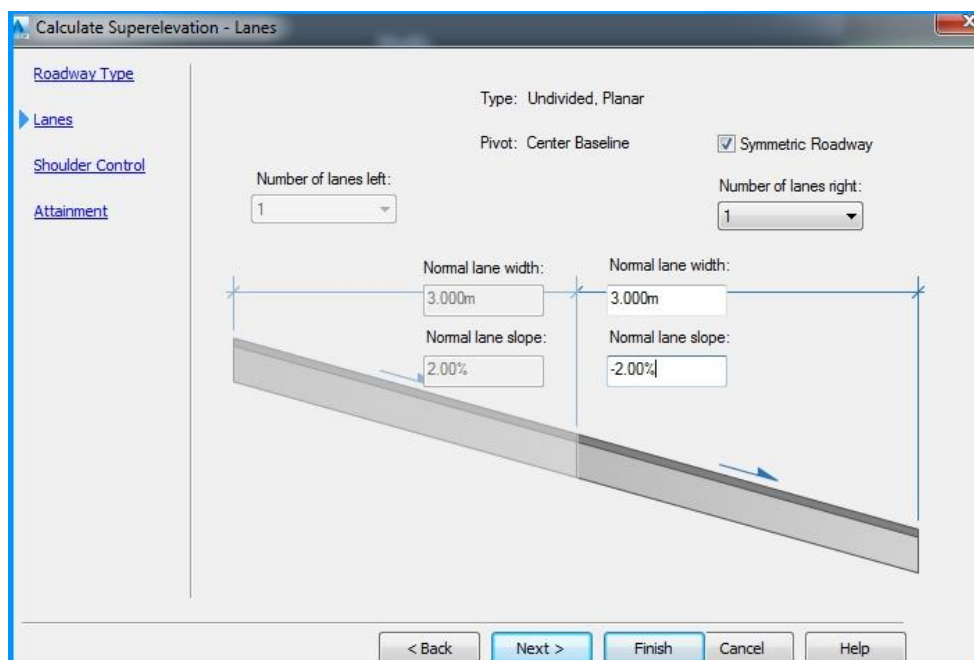 Calculate Superelevation - Lanes
Roadway Type
Lanes
Shoulder Control
Attainment
Type: Undivided, Planar
Pivot: Center Baseline
Symmetric Roadway
Number of lanes left:
1
Number of lanes right:
1
Normal lane width:
3.000m
Normal lane width:
3.000m
Normal lane slope:
2.00%
Normal lane slope:
-2.00%
< Back
Next >
Finish
Cancel
Help